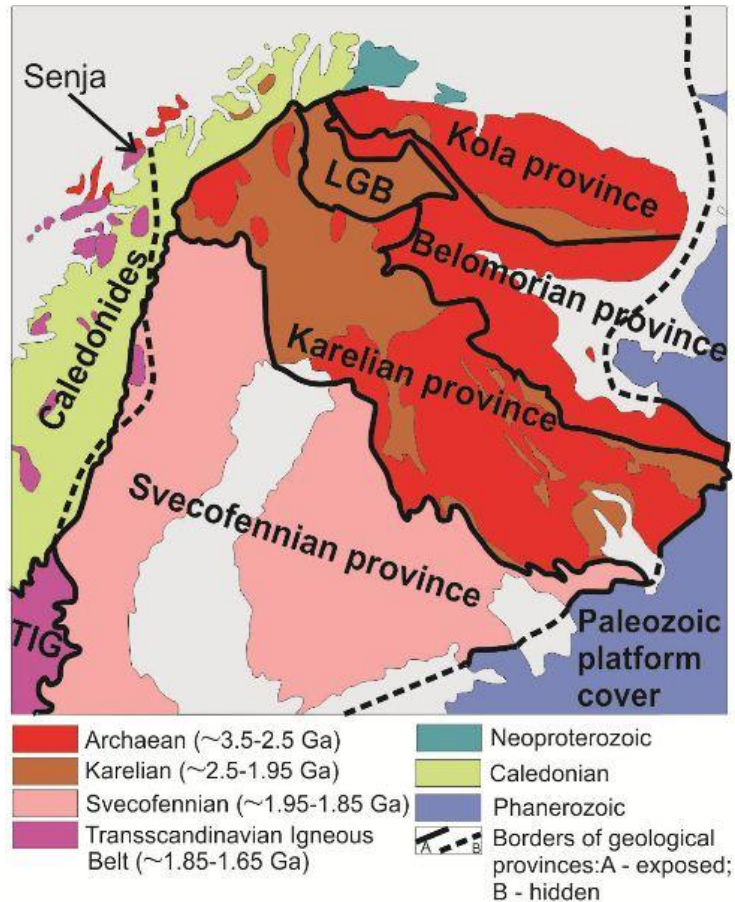 Senja
Kola province
LGB
Belomorian province
Caledonides
Karelian province
Svecofennian province
TIG
Paleozoic
platform
cover
Archaean (~3.5-2.5 Ga)
Karelian (~2.5-1.95 Ga)
Svecofennian (~1.95-1.85 Ga)
Transscandinavian Igneous
Belt (~1.85-1.65 Ga)
Neoproterozoic
Caledonian
Phanerozoic
A B
Borders of geological
provinces:A - exposed;
B - hidden